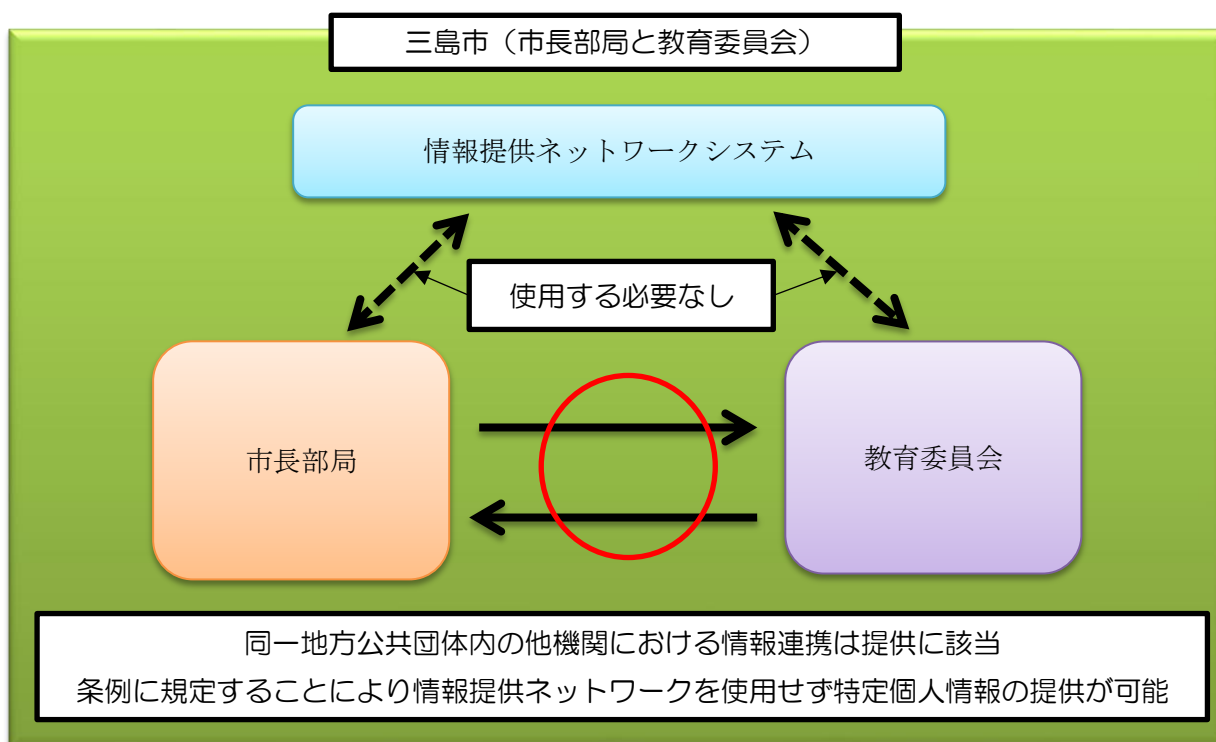 三島市（市長部局と教育委員会）
情報提供ネットワークシステム
使用する必要なし
市長部局
教育委員会
同一地方公共団体内の他機関における情報連携は提供に該当
条例に規定することにより情報提供ネットワークを使用せず特定個人情報の提供が可能